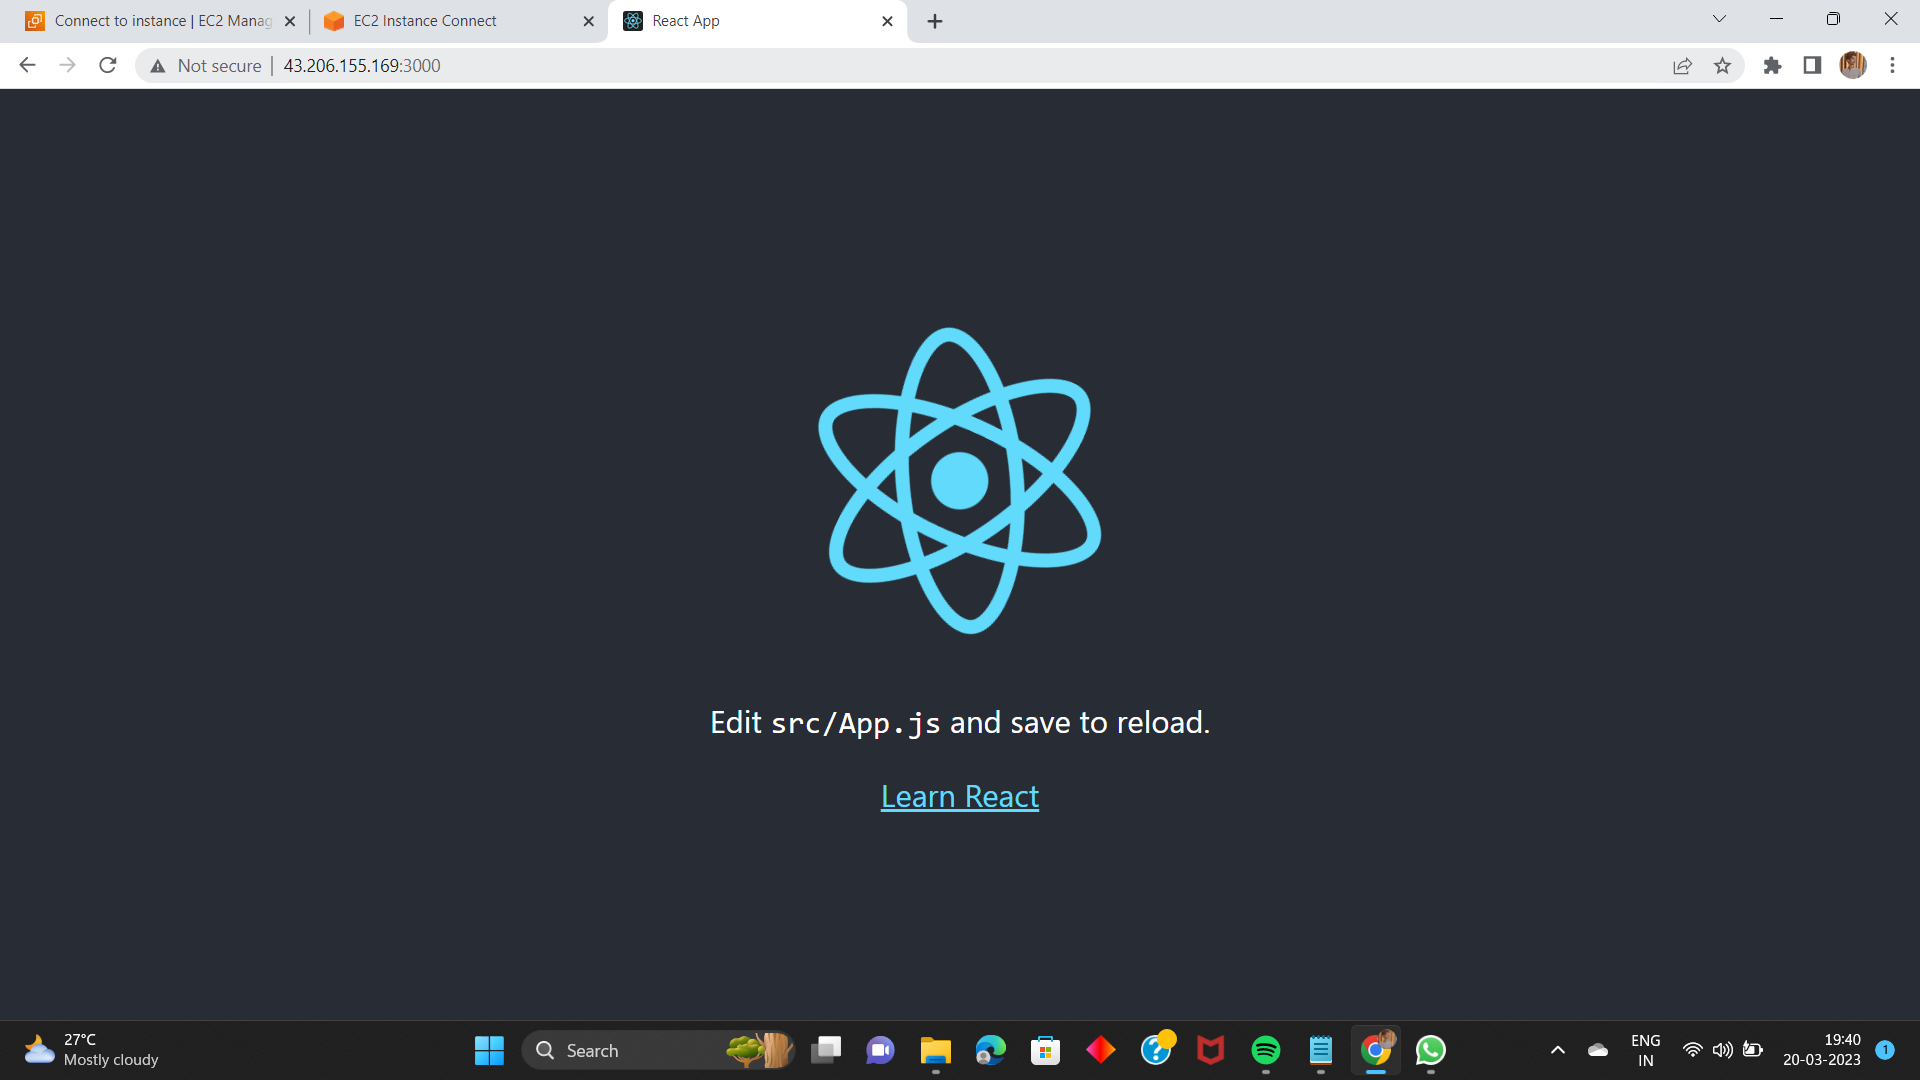 Connect to instance | EC2 Manag
EC2 Instance Connect
React App
Not secure
43.206.155.169:3000
Edit src/App.js and save to reload.
Learn React
27°C
Mostly cloudy
Search
ENG
IN
19:40
20-03-2023
1